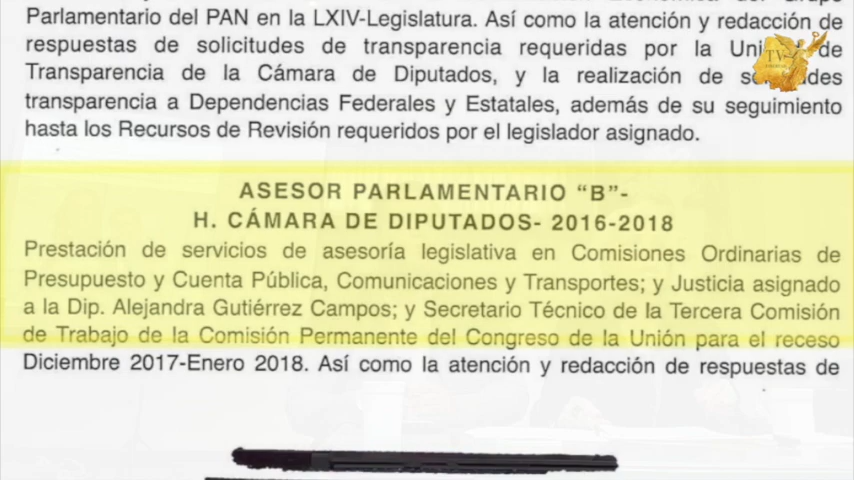 Parlamentario del PAN en la LXIV-Legislatura. Así como la atención y redacción de
respuestas de solicitudes de transparencia requeridas por la de
Transparencia de la Cámara de Diputados, y la realización de
transparencia a Dependencias Federales y Estatales, además de su seguimiento
hasta los Recursos de Revisión requeridos por el legislador asignado.
ASESOR PARLAMENTARIO “B”-
H. CÁMARA DE DIPUTADOS- 2016-2018
Prestación de servicios de asesoría legislativa en Comisiones Ordinarias de
Presupuesto y Cuenta Pública, Comunicaciones y Transportes; y Justicia asignado
a la Dip. Alejandra Gutiérrez Campos; y Secretario Técnico de la Tercera Comisión
de Trabajo de la Comisión Permanente del Congreso de la Unión para el receso
Diciembre 2017-Enero 2018. Así como la atención y redacción de respuestas de
TV